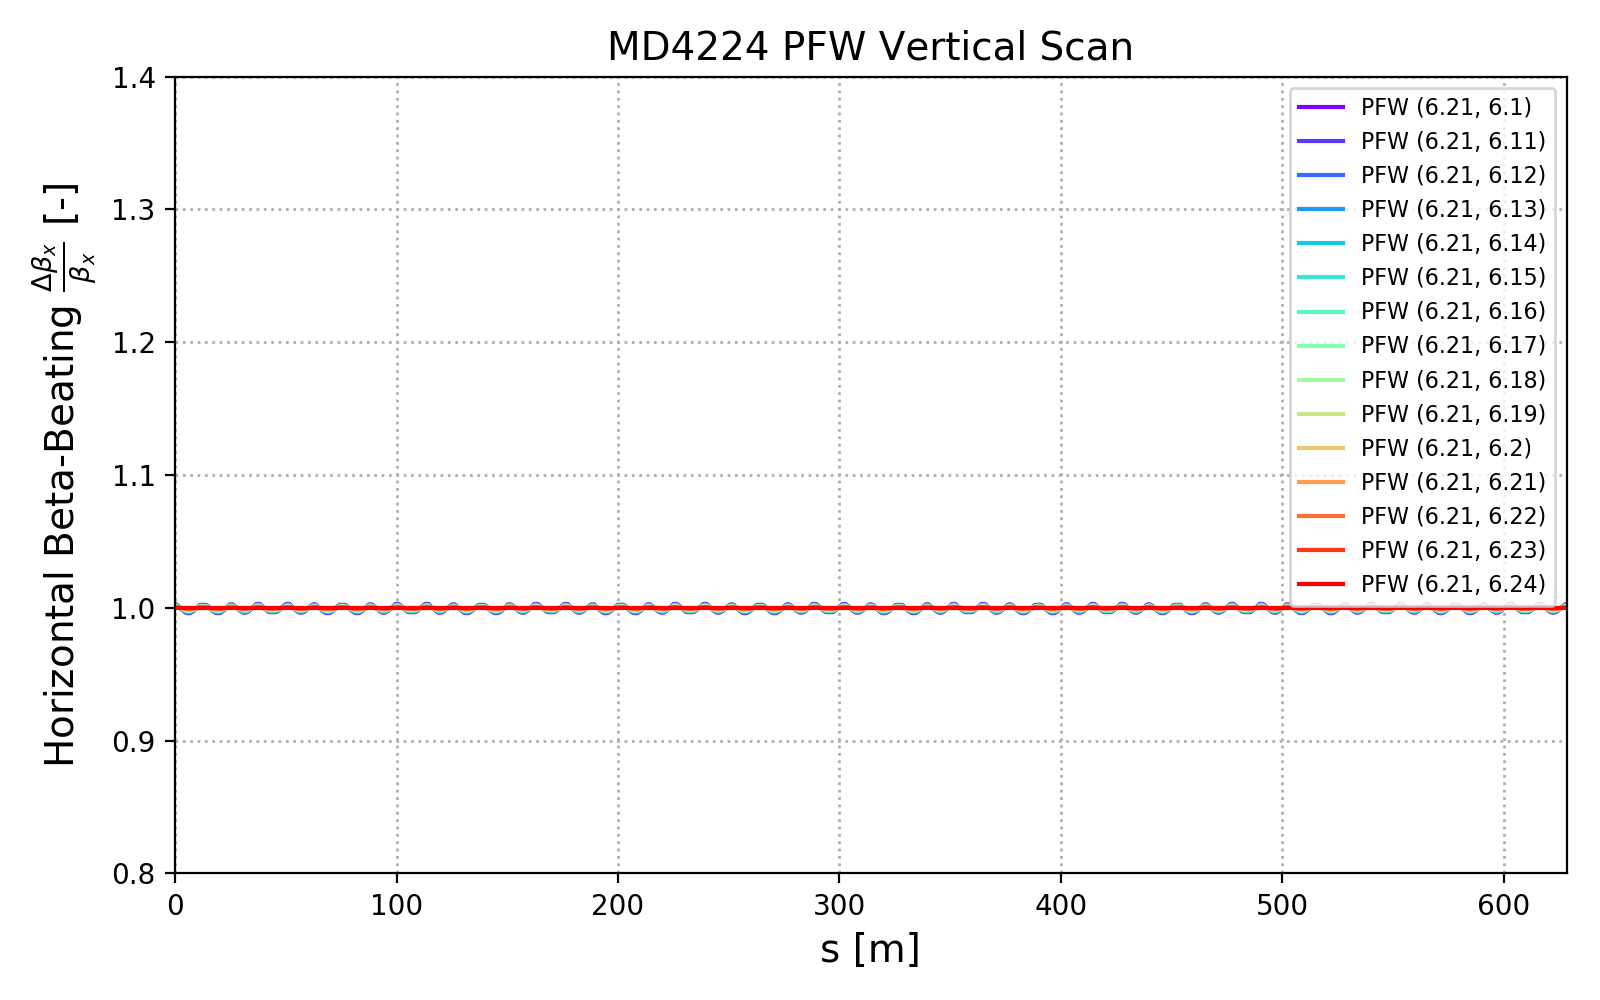 MD4224 PFW Vertical Scan
Horizontal Beta-Beating Δβₓ/βₓ [-]
1.4
1.3
1.2
1.1
1.0
0.9
0.8
PFW (6.21, 6.1)
PFW (6.21, 6.11)
PFW (6.21, 6.12)
PFW (6.21, 6.13)
PFW (6.21, 6.14)
PFW (6.21, 6.15)
PFW (6.21, 6.16)
PFW (6.21, 6.17)
PFW (6.21, 6.18)
PFW (6.21, 6.19)
PFW (6.21, 6.2)
PFW (6.21, 6.21)
PFW (6.21, 6.22)
PFW (6.21, 6.23)
PFW (6.21, 6.24)
0 100 200 300 400 500 600
s [m]